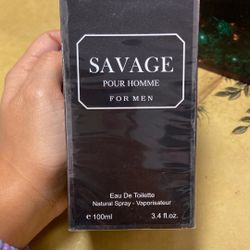 SAVAGE
POUR HOMME
FOR MEN
Eau De Toilette
Natural Spray - Vaporisateur
e 100ml 3.4 fl.oz.